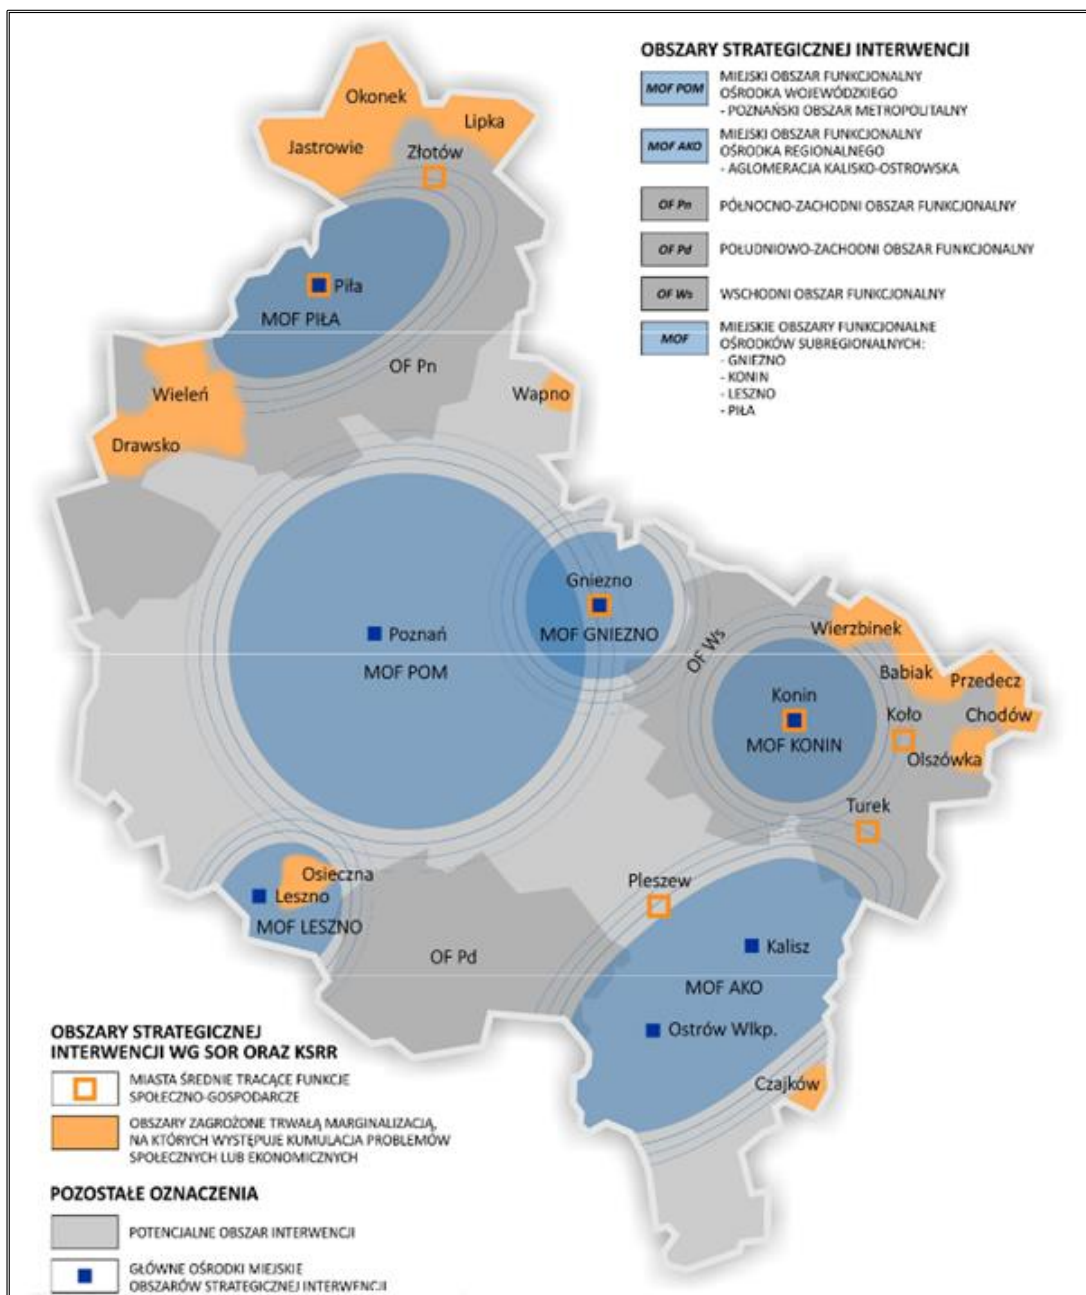 OBSZARY STRATEGICZNEJ INTERWENCJI
MOF POM
MIEJSKI OBSZAR FUNKCJONALNY
OŚRODKA WOJEWÓDZKIEGO
- POZNAŃSKI OBSZAR METROPOLITALNY
MOF AKO
MIEJSKI OBSZAR FUNKCJONALNY
OŚRODKA REGIONALNEGO
- AGLOMERACJA KALISKO-OSTROWSKA
OF Pn
PÓŁNOCNO-ZACHODNI OBSZAR FUNKCJONALNY
OF Pd
POŁUDNIOWO-ZACHODNI OBSZAR FUNKCJONALNY
OF Ws
WSCHODNI OBSZAR FUNKCJONALNY
MOF
MIEJSKIE OBSZARY FUNKCJONALNE
OŚRODKÓW SUBREGIONALNYCH:
- GNIEZNO
- KONIN
- LESZNO
- PIŁA
Okonek
Lipka
Jastrowie
Złotów
Piła
MOF PIŁA
OF Pn
Wieleń
Wapno
Drawsko
Gniezno
Poznań
MOF GNIEZNO
OF Ws
Wierzbinek
MOF POM
Babiak
Przedecz
Konin
Koło
Chodów
MOF KONIN
Olszówka
Turek
Osieczna
Pleszew
Leszno
MOF LESZNO
Kalisz
OF Pd
MOF AKO
Ostrów Wlkp.
Czajków
OBSZARY STRATEGICZNEJ
INTERWENCJI WG SOR ORAZ KSRR
MIASTA ŚREDNIE TRACĄCE FUNKCJE
SPOŁECZNO-GOSPODARCZE
OBSZARY ZAGROŻONE TRWAŁĄ MARGINALIZACJĄ,
NA KTÓRYCH WYSTĘPUJE KUMULACJA PROBLEMÓW
SPOŁECZNYCH LUB EKONOMICZNYCH
POZOSTAŁE OZNACZENIA
POTENCJALNE OBSZAR INTERWENCJI
GŁÓWNE OŚRODKI MIEJSKIE
OBSZARÓW STRATEGICZNEJ INTERWENCJI